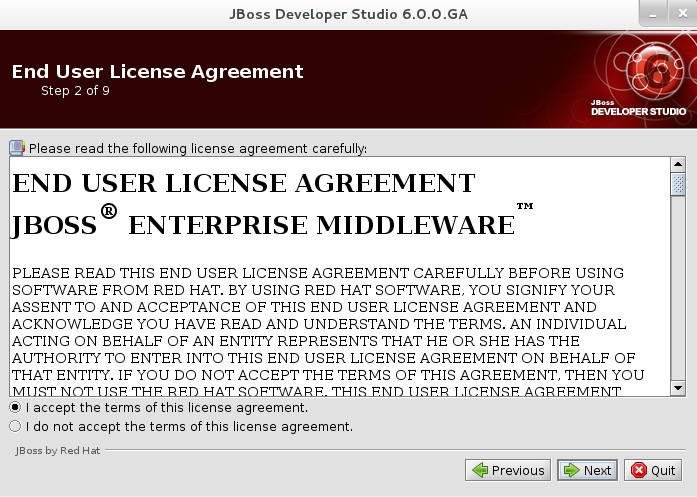 JBoss Developer Studio 6.0.0.GA
End User License Agreement
Step 2 of 9
JBoss
DEVELOPER STUDIO
Please read the following license agreement carefully:
END USER LICENSE AGREEMENT
JBOSS® ENTERPRISE MIDDLEWARE™
PLEASE READ THIS END USER LICENSE AGREEMENT CAREFULLY BEFORE USING
SOFTWARE FROM RED HAT. BY USING RED HAT SOFTWARE, YOU SIGNIFY YOUR
ASSENT TO AND ACCEPTANCE OF THIS END USER LICENSE AGREEMENT AND
ACKNOWLEDGE YOU HAVE READ AND UNDERSTAND THE TERMS. AN INDIVIDUAL
ACTING ON BEHALF OF AN ENTITY REPRESENTS THAT HE OR SHE HAS THE
AUTHORITY TO ENTER INTO THIS END USER LICENSE AGREEMENT ON BEHALF OF
THAT ENTITY. IF YOU DO NOT ACCEPT THE TERMS OF THIS AGREEMENT, THEN YOU
MUST NOT USE THE RED HAT SOFTWARE. THIS END USER LICENSE AGREEMENT
I accept the terms of this license agreement.
I do not accept the terms of this license agreement.
JBoss by Red Hat
Previous
Next
Quit